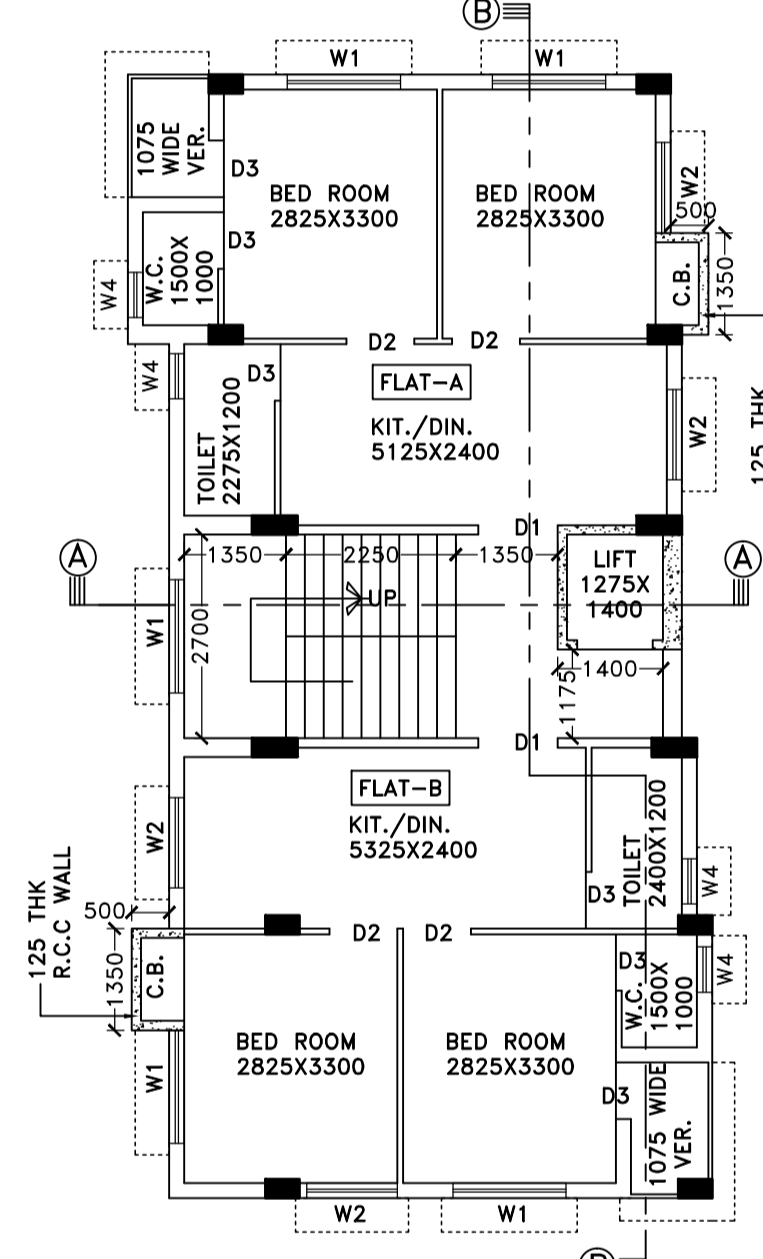 B
W1
W1
1075
WIDE
VER.
D3
BED ROOM
2825X3300
BED ROOM
2825X3300
W2
500
D3
W.C.
1500X
1000
W4
C.B.
1350
D2
D2
W4
D3
FLAT-A
TOILET
2275X1200
KIT./DIN.
5125X2400
W2
125 THK
D1
A
1350
2250
1350
LIFT
1275X
1400
A
UP
W1
2700
1400
1175
D1
FLAT-B
KIT./DIN.
5325X2400
W2
TOILET
2400X1200
D3
W4
125 THK
R.C.C WALL
500
D2
D2
1350
C.B.
D3
W.C.
1500X
1000
W4
BED ROOM
2825X3300
BED ROOM
2825X3300
W1
D3
1075 WIDE
VER.
W2
W1